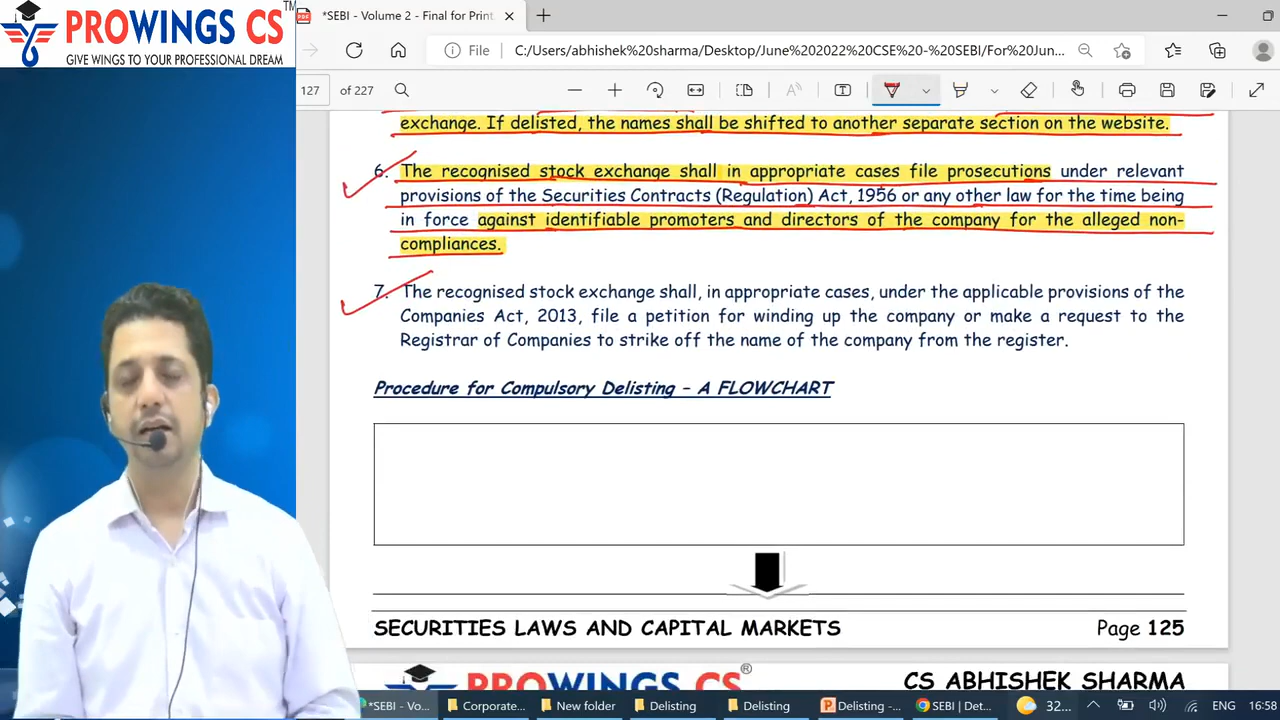 PROWINGS CS TM
GIVE WINGS TO YOUR PROFESSIONAL DREAM
*SEBI - Volume 2 - Final for Print
File
C:/Users/abhishek%20sharma/Desktop/June%202022%20CSE%20-%20SEBI/For%20Jun...
127 of 227
exchange. If delisted, the names shall be shifted to another separate section on the website.
6. The recognised stock exchange shall in appropriate cases file prosecutions under relevant
provisions of the Securities Contracts (Regulation) Act, 1956 or any other law for the time being
in force against identifiable promoters and directors of the company for the alleged non-
compliances.
7. The recognised stock exchange shall, in appropriate cases, under the applicable provisions of the
Companies Act, 2013, file a petition for winding up the company or make a request to the
Registrar of Companies to strike off the name of the company from the register.
Procedure for Compulsory Delisting – A FLOWCHART
SECURITIES LAWS AND CAPITAL MARKETS Page 125
PROWINGS CS ®
CS ABHISHEK SHARMA
*SEBI - Vo... Corporate... New folder Delisting Delisting Delisting -... SEBI | Det... 32... ENG 16:58